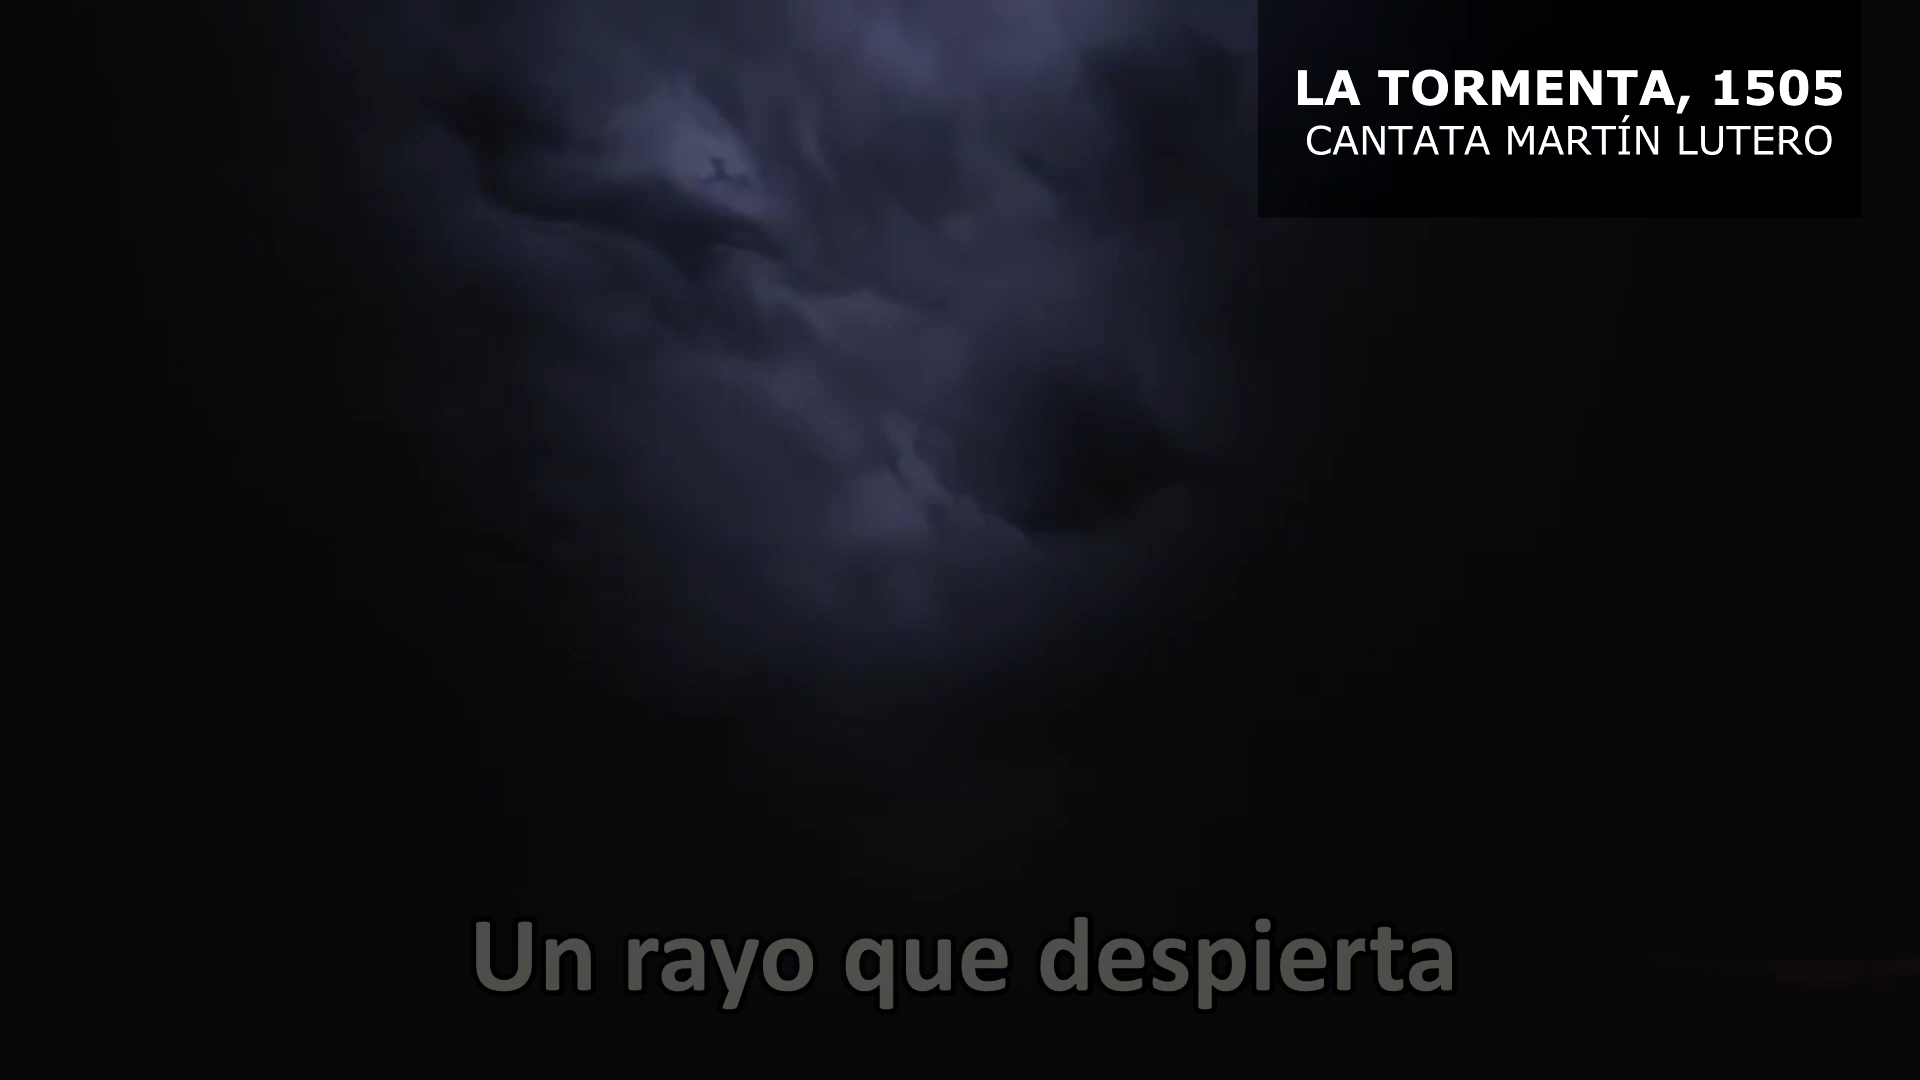 LA TORMENTA, 1505
CANTATA MARTÍN LUTERO
Un rayo que despierta